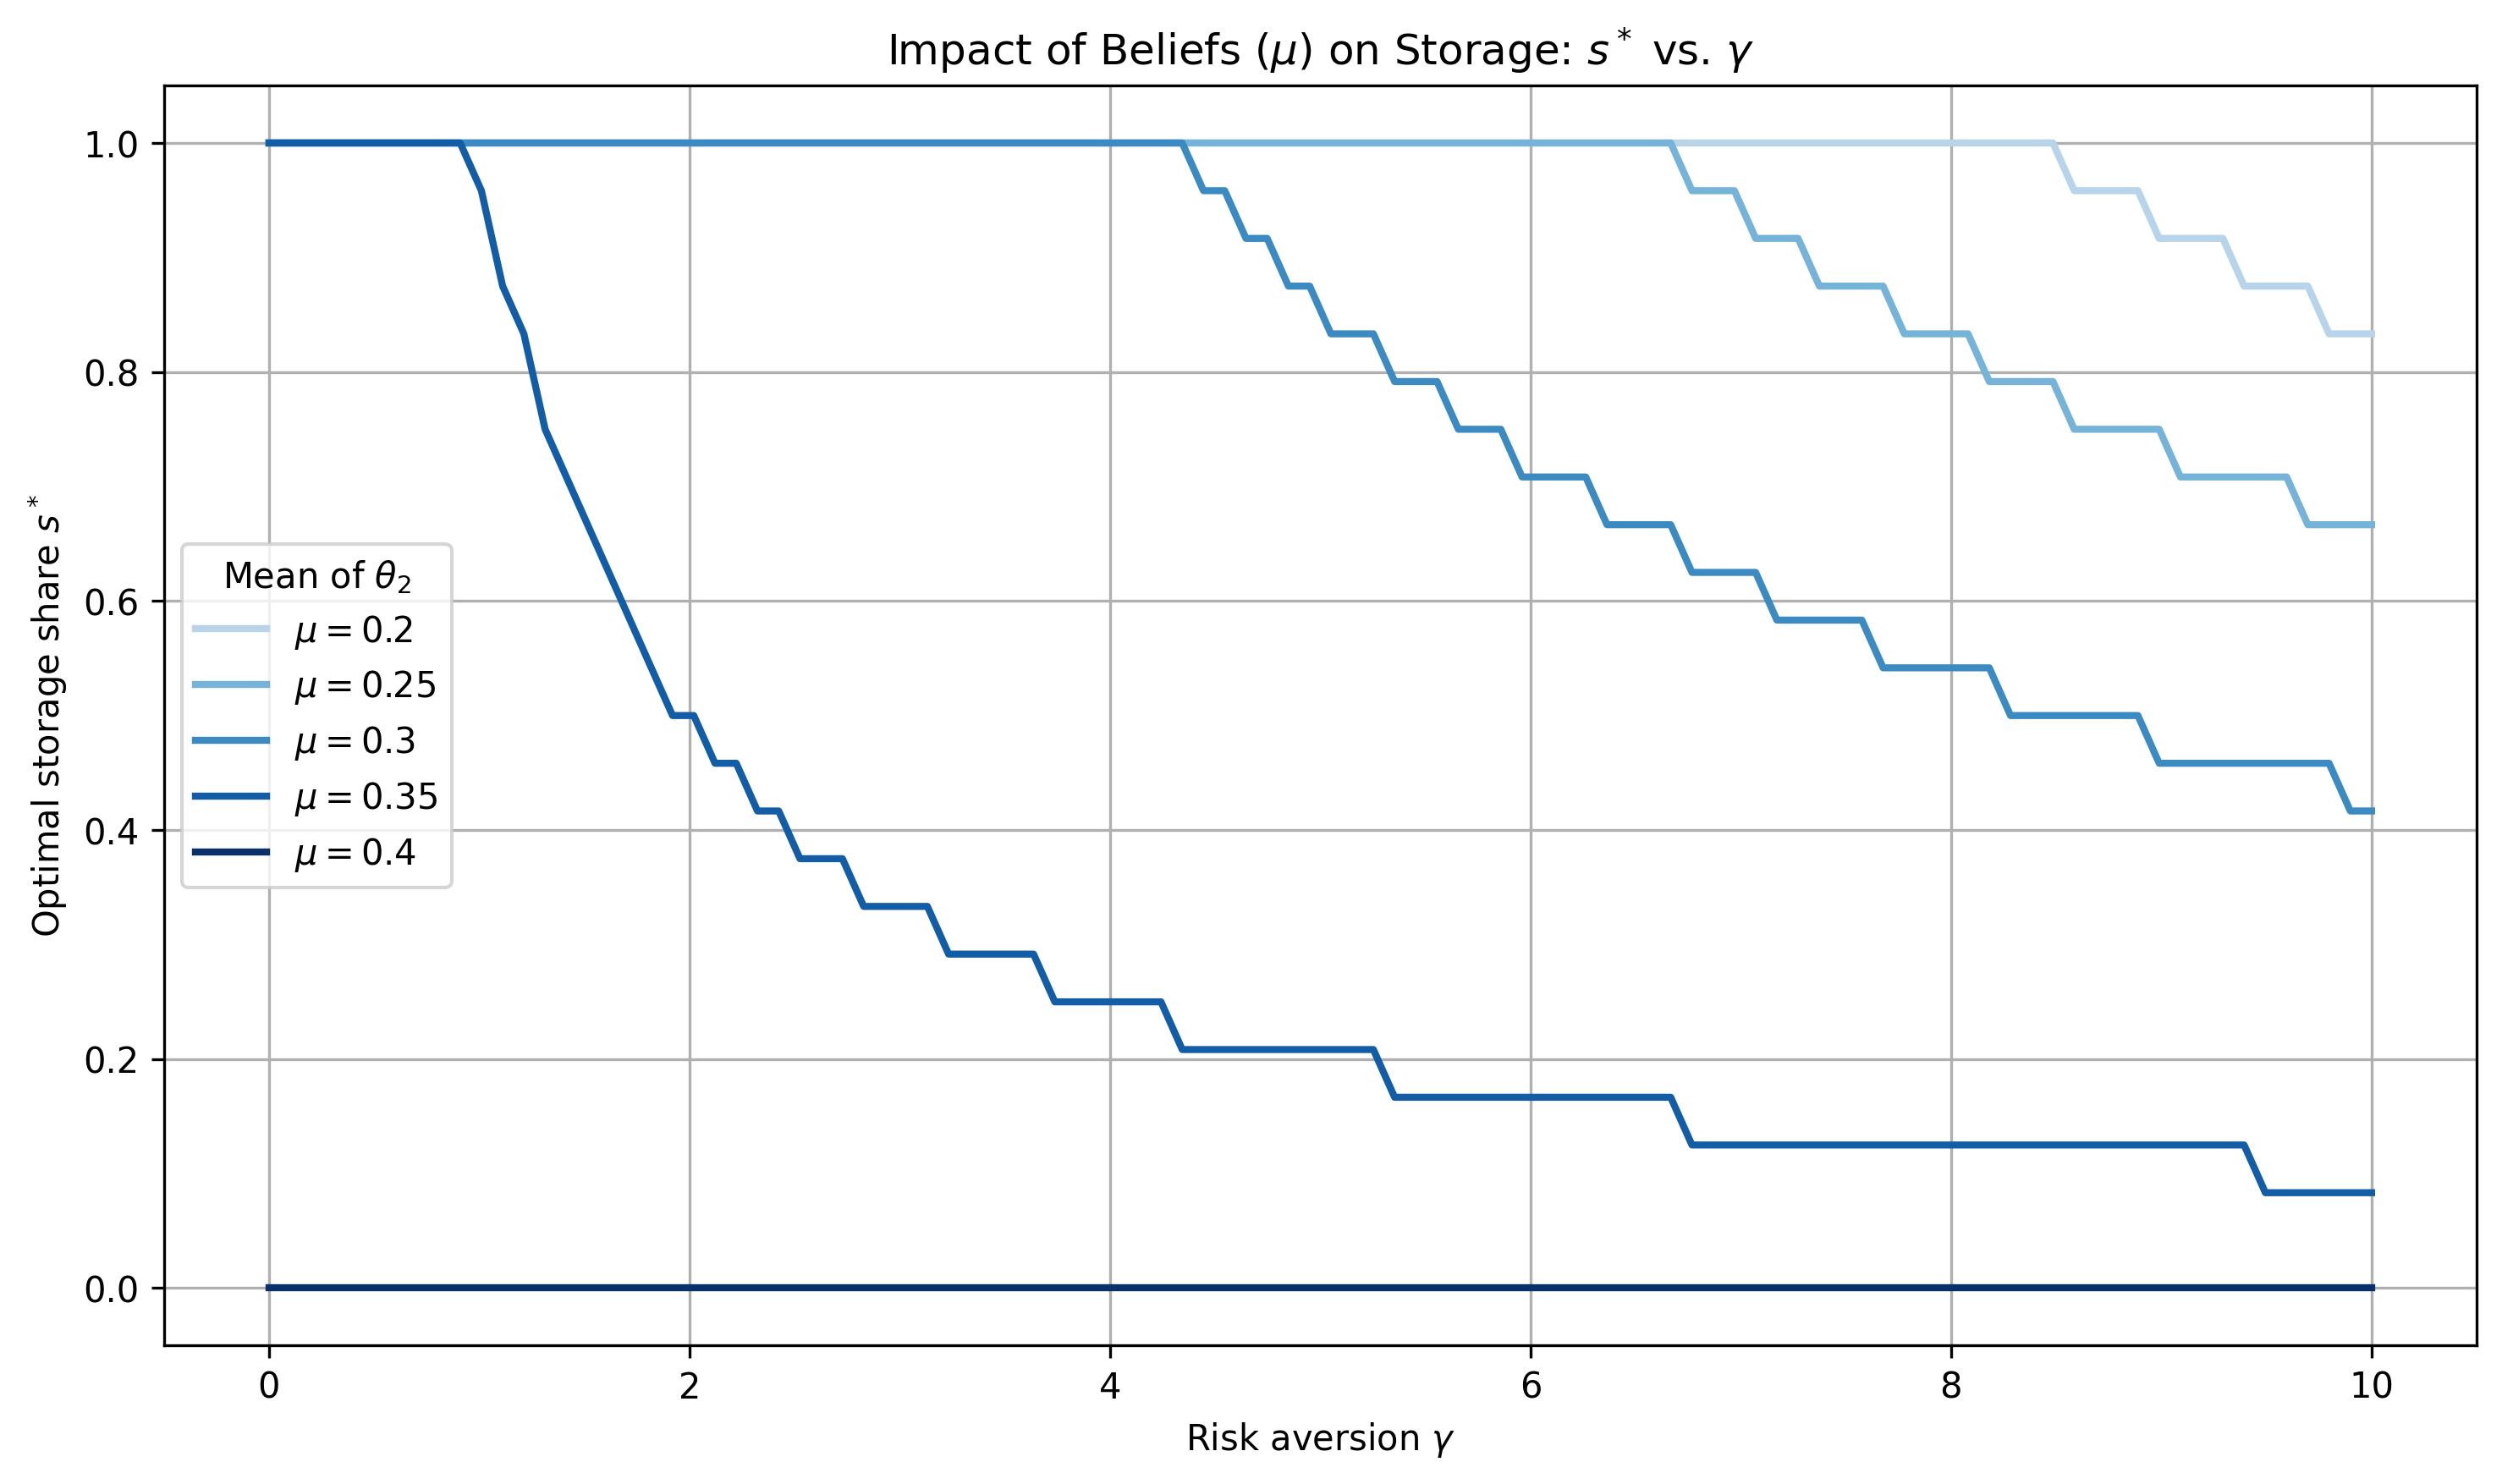 Impact of Beliefs (μ) on Storage: s* vs. γ
Optimal storage share s*
1.0
0.8
0.6
0.4
0.2
0.0
Mean of θ₂
μ = 0.2
μ = 0.25
μ = 0.3
μ = 0.35
μ = 0.4
0 2 4 6 8 10
Risk aversion γ